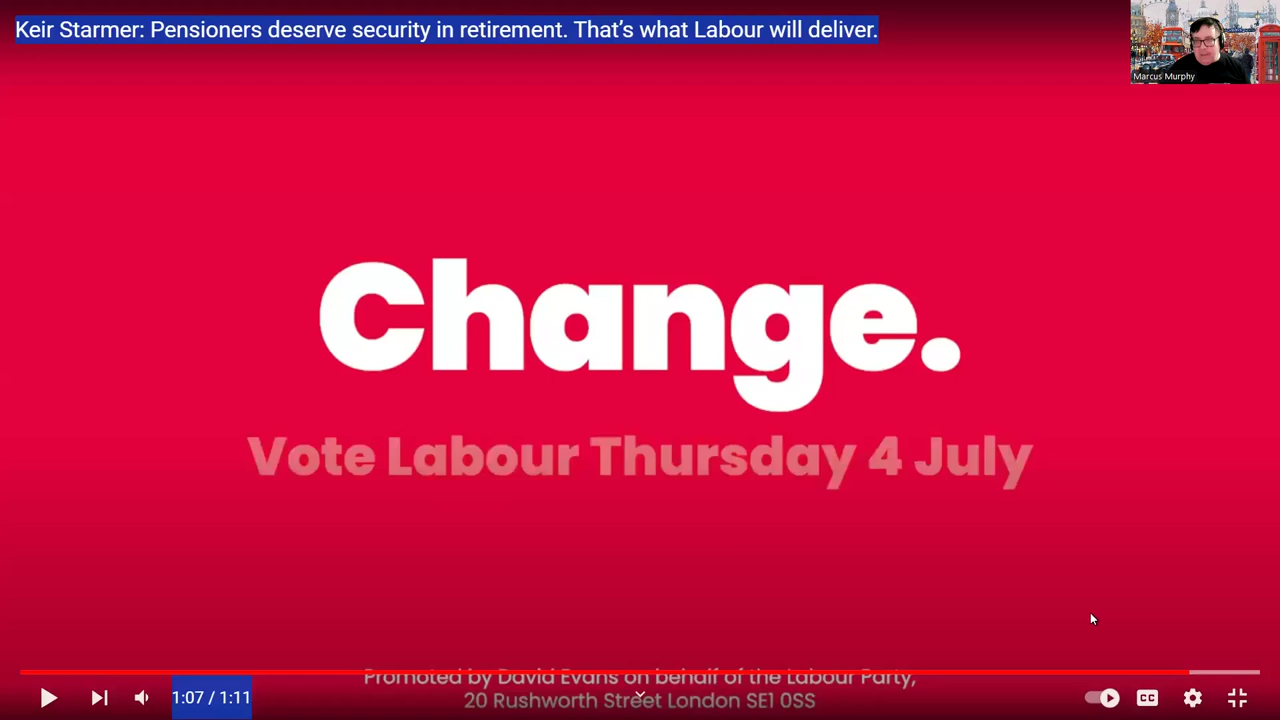 Keir Starmer: Pensioners deserve security in retirement. That's what Labour will deliver.
Marcus Murphy
Change.
Vote Labour Thursday 4 July
Promoted by David Evans on behalf of the Labour Party,
20 Rushworth Street London SE1 0SS
1:07 / 1:11
CC